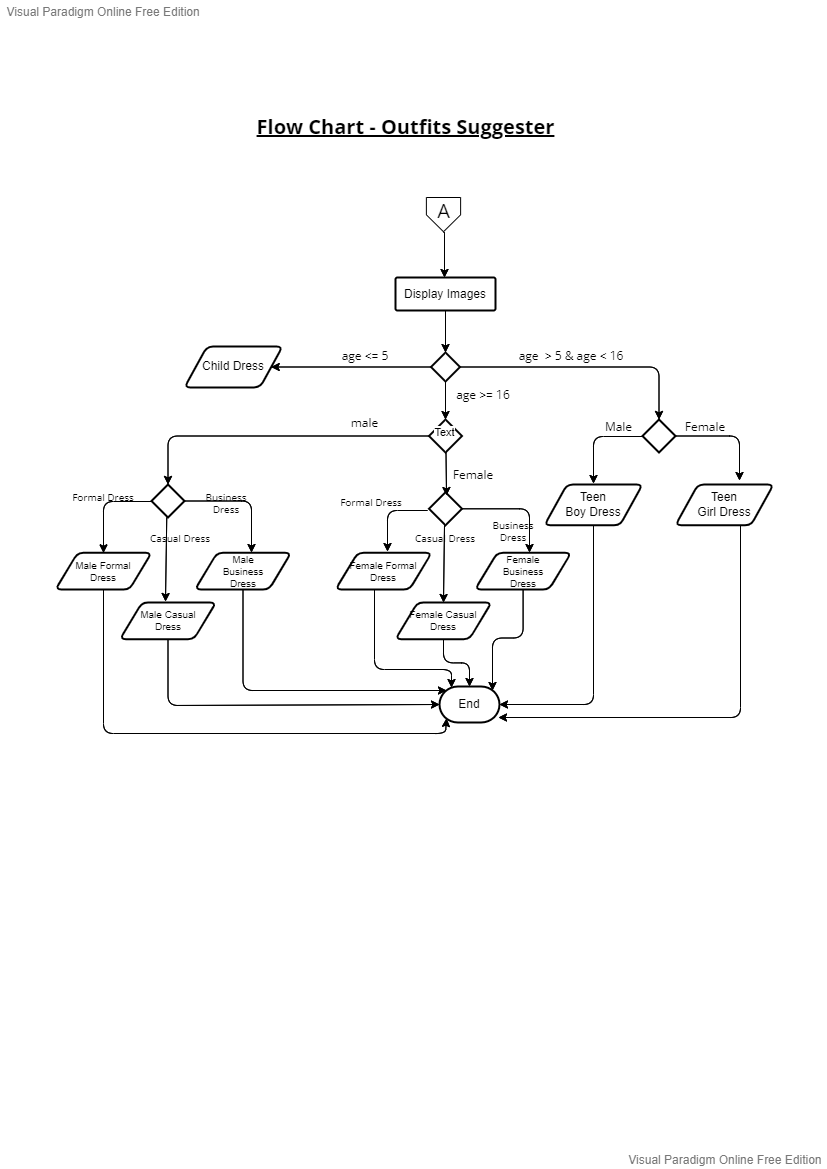 Visual Paradigm Online Free Edition
Flow Chart - Outfits Suggester
A
Display Images
Child Dress
age <= 5
age  > 5 & age < 16
age >= 16
male
Text
Male
Female
Female
Teen
Boy Dress
Teen
Girl Dress
Formal Dress
Business
Dress
Casual Dress
Formal Dress
Casual Dress
Business
Dress
Male Formal
Dress
Male
Business
Dress
Female Formal
Dress
Female
Business
Dress
Male Casual
Dress
Female Casual
Dress
End
Visual Paradigm Online Free Edition